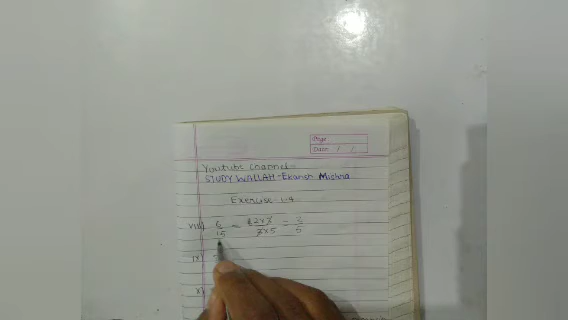 Page
Date / /
Youtube Channel -
STUDY WALLAH - Ekansh Mishra
Exercise 1.4
VIII) 6/15 = 2×3/3×5 = 2/5
IX)
X)